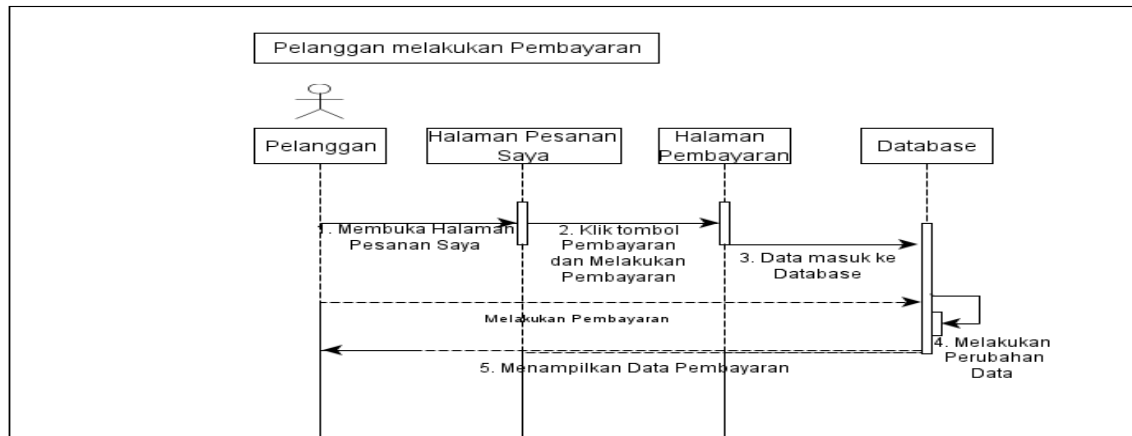 Pelanggan melakukan Pembayaran
Pelanggan
Halaman Pesanan
Saya
Halaman
Pembayaran
Database
1. Membuka Halaman
Pesanan Saya
2. Klik tombol
Pembayaran
dan Melakukan
Pembayaran
3. Data masuk ke
Database
Melakukan Pembayaran
4. Melakukan
Perubahan
Data
5. Menampilkan Data Pembayaran